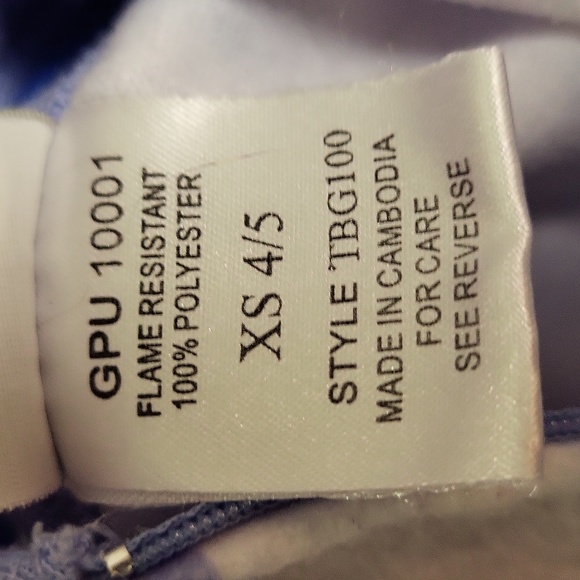 GPU 10001
FLAME RESISTANT
100% POLYESTER
XS 4/5
STYLE TBG100
MADE IN CAMBODIA
FOR CARE
SEE REVERSE